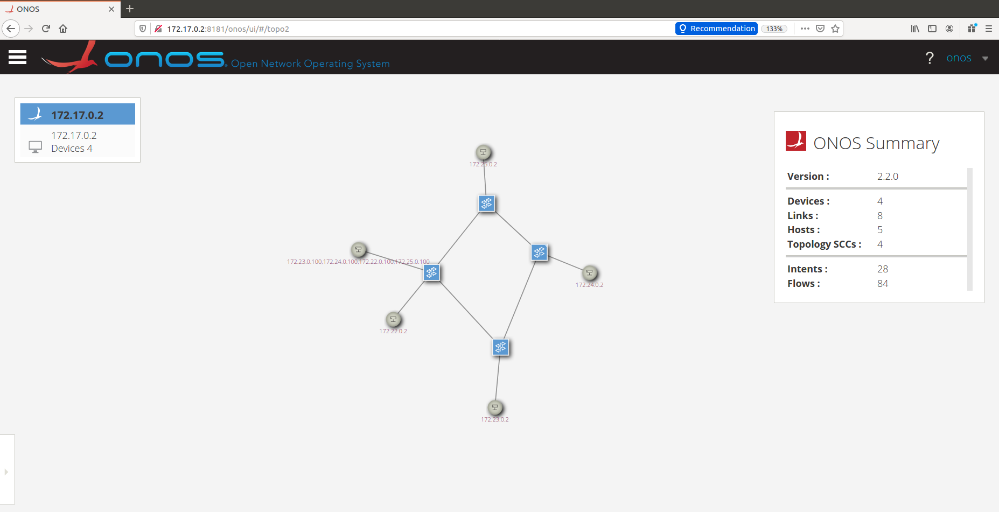 ONOS
172.17.0.2:8181/onos/ui/#/topo2
Recommendation
133%
onos Open Network Operating System
? onos
172.17.0.2
172.17.0.2
Devices 4
172.25.0.2
172.23.0.100,172.24.0.100,172.22.0.100,172.25.0.100
172.24.0.2
172.22.0.2
172.23.0.2
ONOS Summary
Version : 2.2.0
Devices : 4
Links : 8
Hosts : 5
Topology SCCs : 4
Intents : 28
Flows : 84